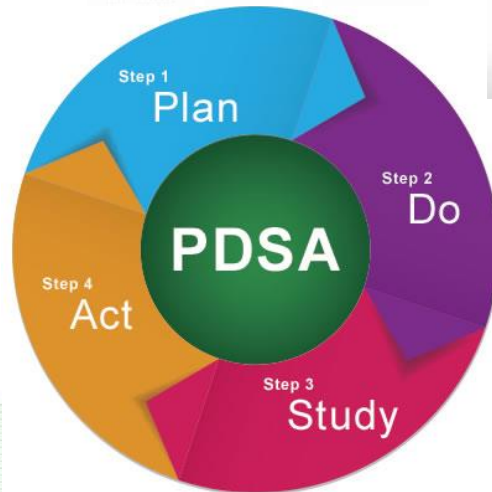 Step 1
Plan
Step 2
Do
PDSA
Step 4
Act
Step 3
Study